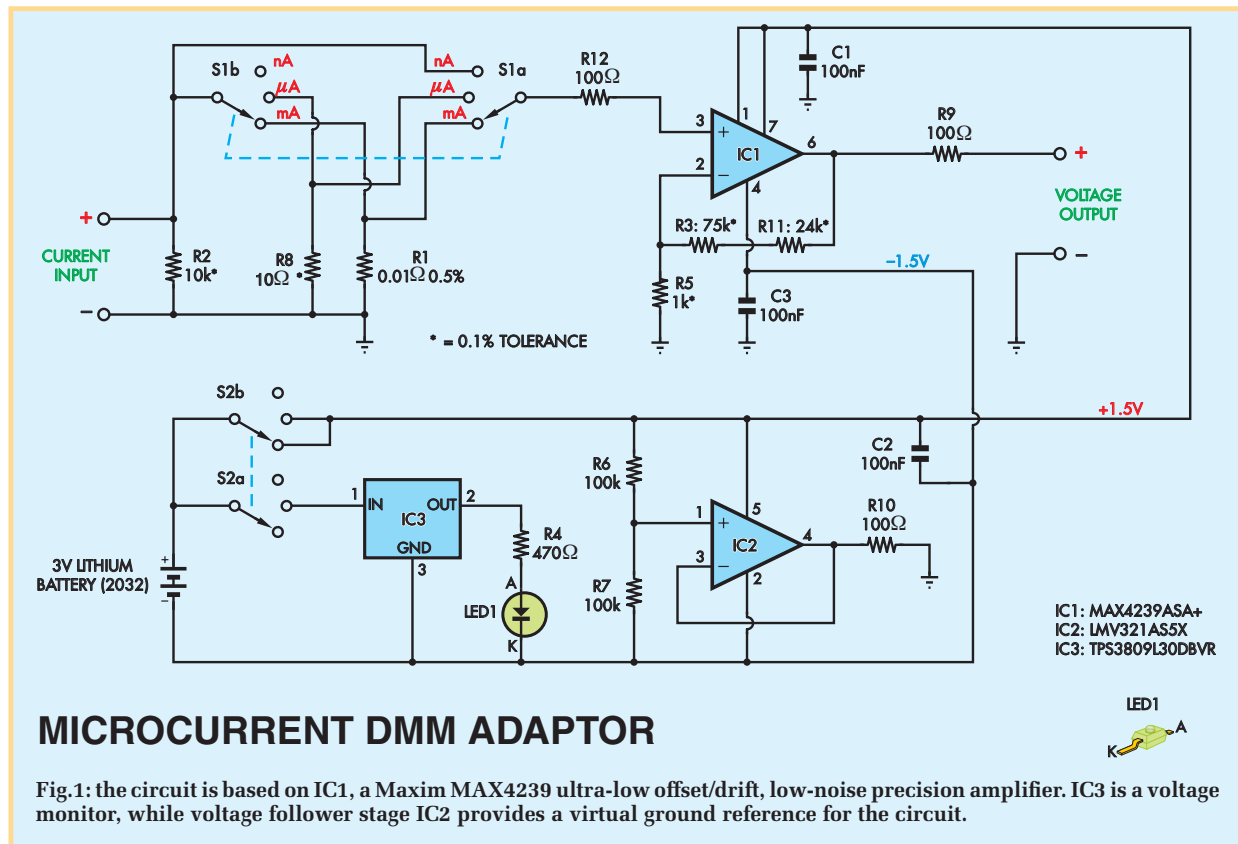 S1b
nA
µA
mA
S1a
nA
µA
mA
R12
100Ω
C1
100nF
1
7
3
+
2
−
IC1
6
4
R9
100Ω
+
VOLTAGE
OUTPUT
−
R3: 75k*
R11: 24k*
–1.5V
R5
1k*
C3
100nF
+
CURRENT
INPUT
−
R2
10k*
R8
10Ω *
R1
0.01Ω 0.5%
* = 0.1% TOLERANCE
S2b
S2a
+1.5V
C2
100nF
1
IN
OUT
2
IC3
GND
3
R4
470Ω
A
LED1
K
R6
100k
R7
100k
1
+
3
−
IC2
5
4
2
R10
100Ω
3V LITHIUM
BATTERY (2032)
+
−
IC1: MAX4239ASA+
IC2: LMV321AS5X
IC3: TPS3809L30DBVR
LED1
A
K
MICROCURRENT DMM ADAPTOR
Fig.1: the circuit is based on IC1, a Maxim MAX4239 ultra-low offset/drift, low-noise precision amplifier. IC3 is a voltage
monitor, while voltage follower stage IC2 provides a virtual ground reference for the circuit.